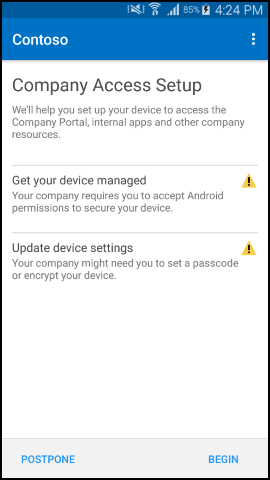 85% 4:24 PM
Contoso
Company Access Setup
We'll help you set up your device to access the
Company Portal, internal apps and other company
resources.
Get your device managed
Your company requires you to accept Android
permissions to secure your device.
Update device settings
Your company might need you to set a passcode
or encrypt your device.
POSTPONE BEGIN